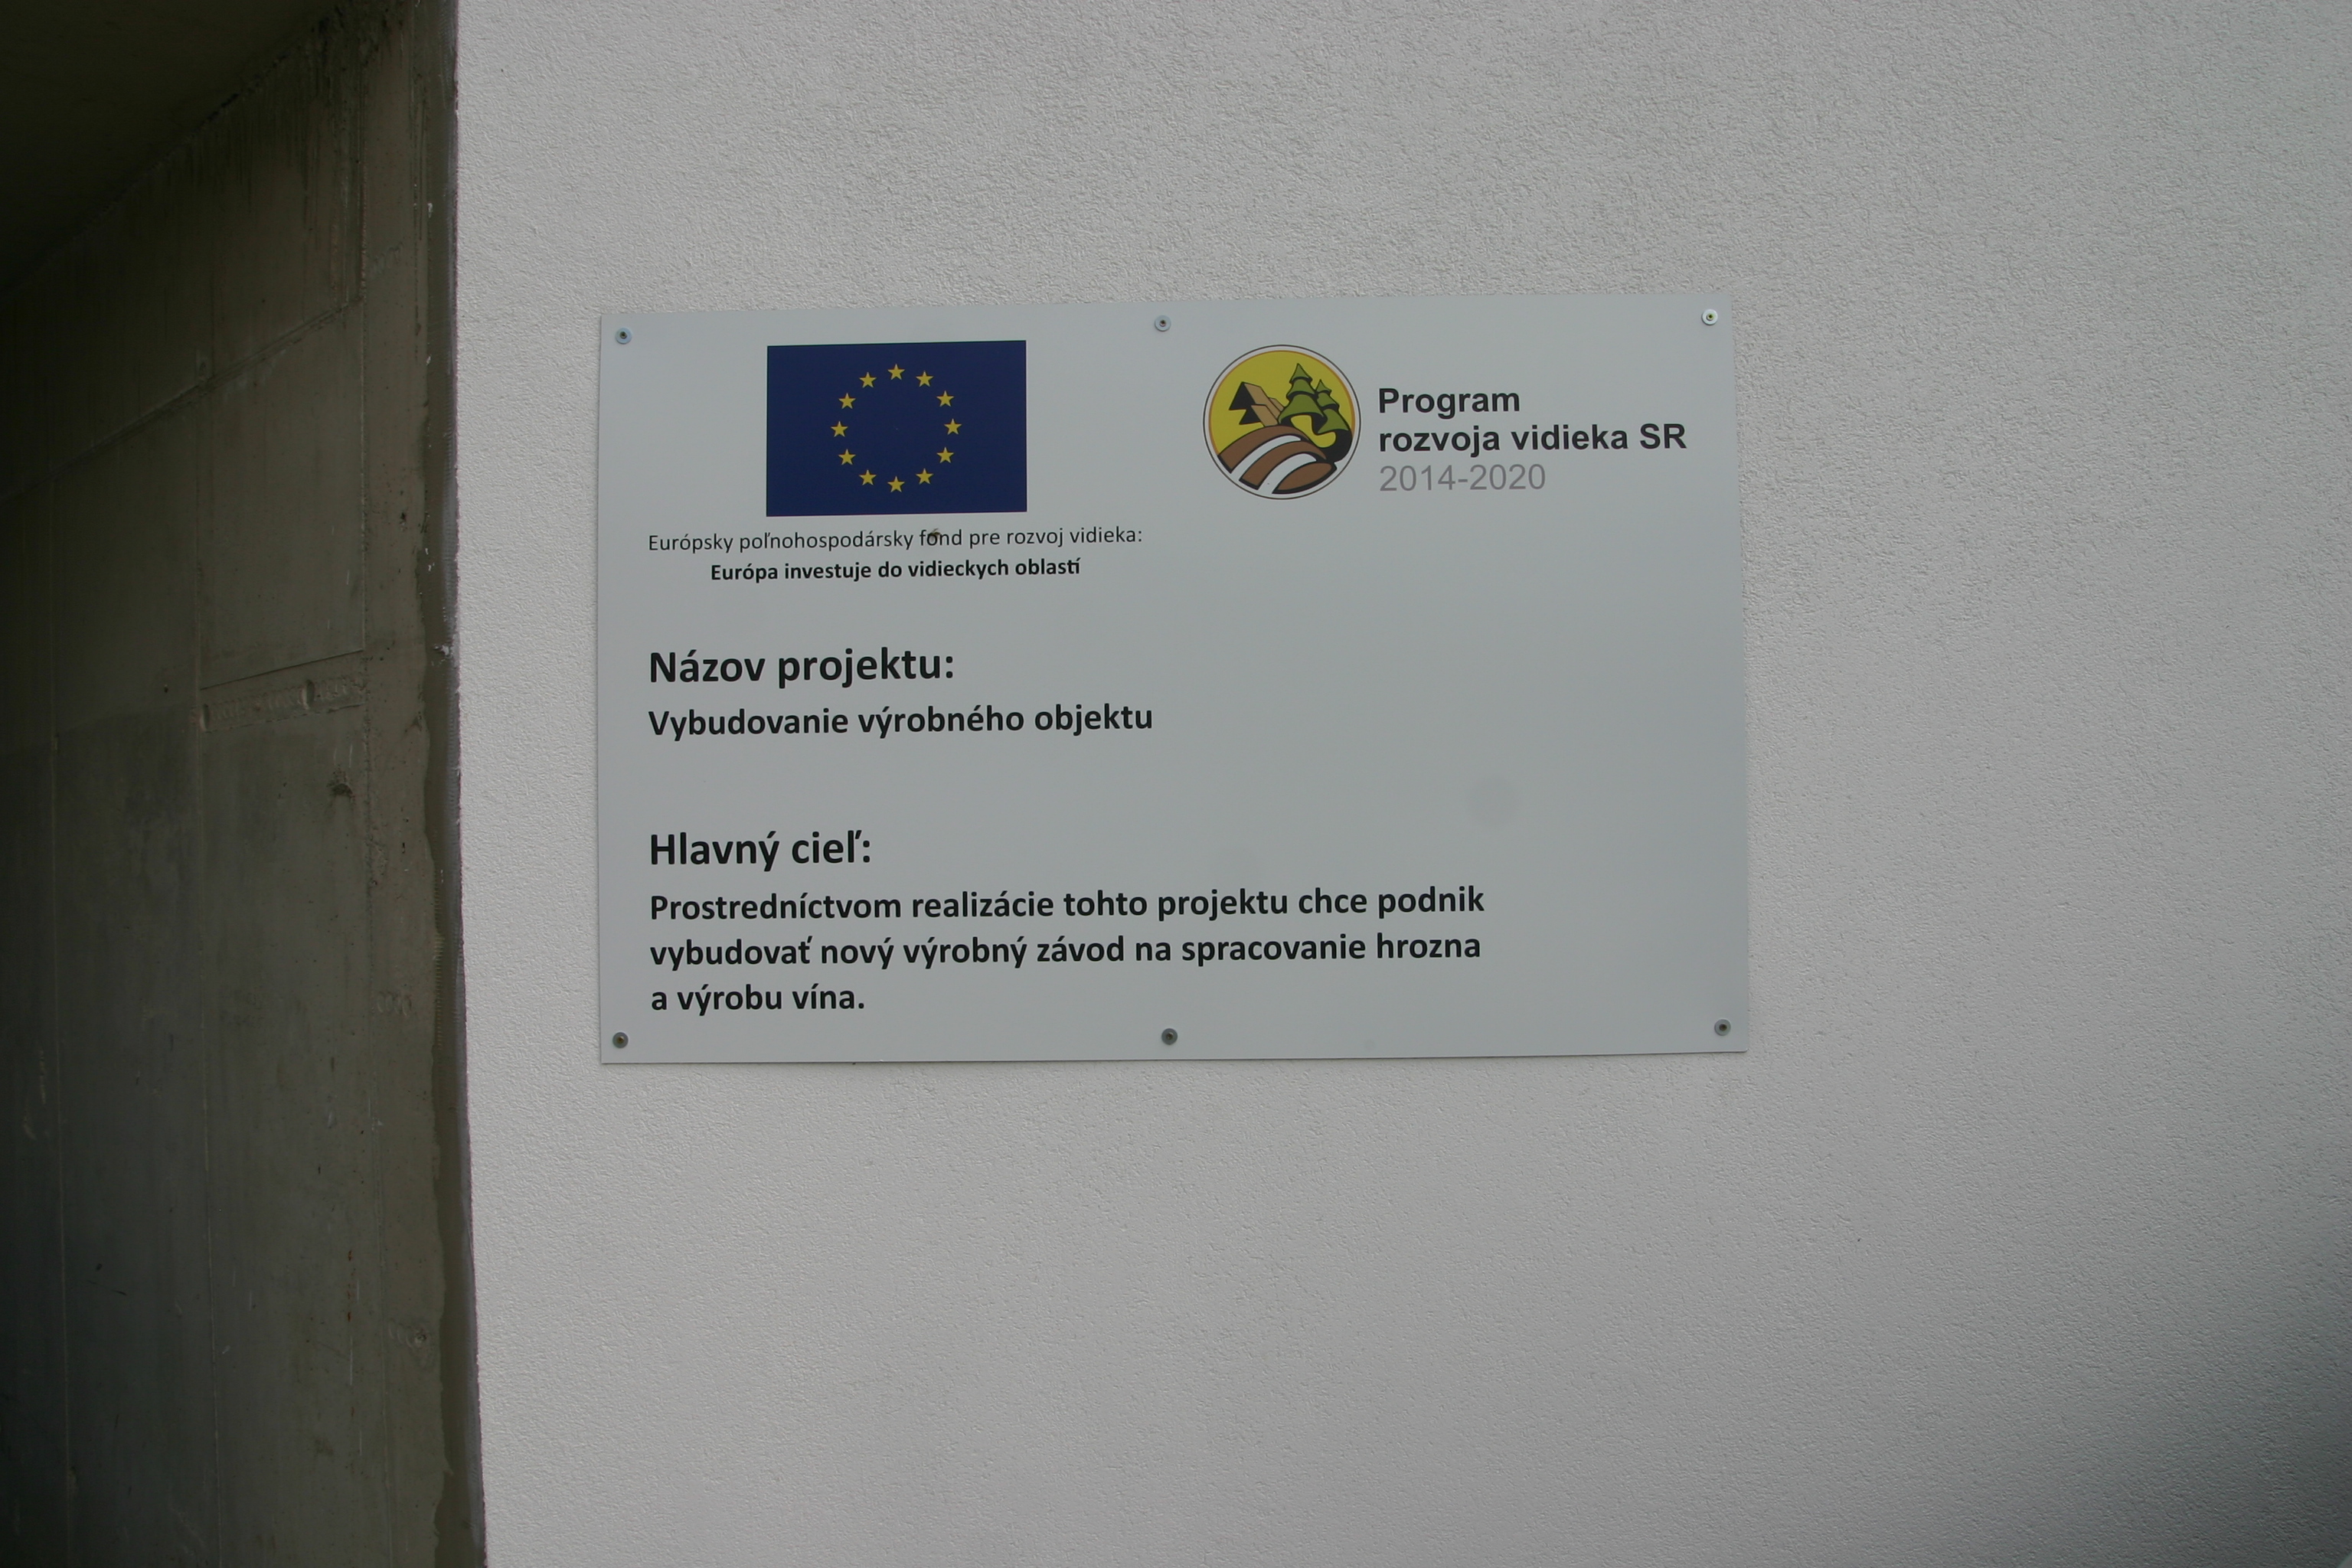 Program
rozvoja vidieka SR
2014-2020
Európsky poľnohospodársky fond pre rozvoj vidieka:
Európa investuje do vidieckych oblastí
Názov projektu:
Vybudovanie výrobného objektu
Hlavný cieľ:
Prostredníctvom realizácie tohto projektu chce podnik
vybudovať nový výrobný závod na spracovanie hrozna
a výrobu vína.